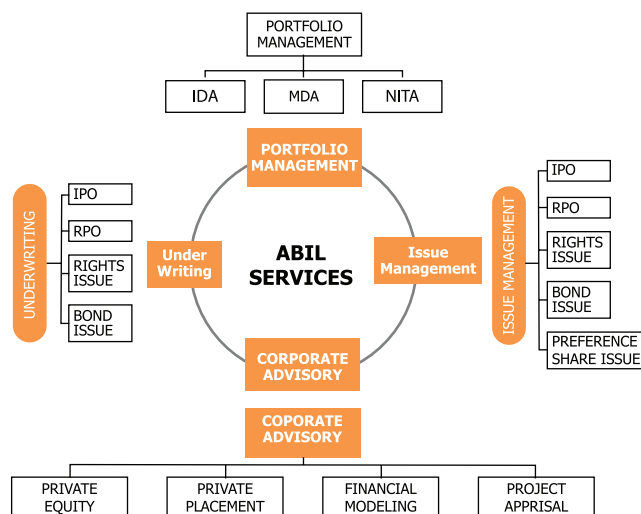 PORTFOLIO
MANAGEMENT
IDA
MDA
NITA
PORTFOLIO
MANAGEMENT
UNDERWRITING
IPO
RPO
RIGHTS
ISSUE
BOND
ISSUE
Under
Writing
ABIL
SERVICES
Issue
Management
ISSUE MANAGEMENT
IPO
RPO
RIGHTS
ISSUE
BOND
ISSUE
PREFERENCE
SHARE ISSUE
CORPORATE
ADVISORY
COPORATE
ADVISORY
PRIVATE
EQUITY
PRIVATE
PLACEMENT
FINANCIAL
MODELING
PROJECT
APPRISAL